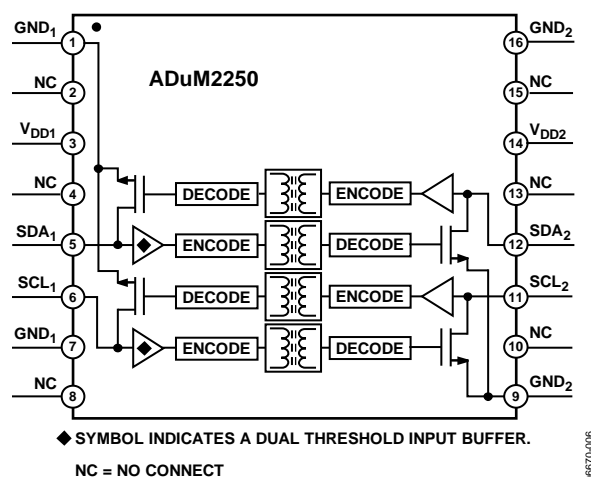 GND1
1
NC
2
VDD1
3
NC
4
SDA1
5
SCL1
6
GND1
7
NC
8
ADuM2250
DECODE
ENCODE
ENCODE
DECODE
DECODE
ENCODE
ENCODE
DECODE
16
GND2
15
NC
14
VDD2
13
NC
12
SDA2
11
SCL2
10
NC
9
GND2
◆ SYMBOL INDICATES A DUAL THRESHOLD INPUT BUFFER.
NC = NO CONNECT